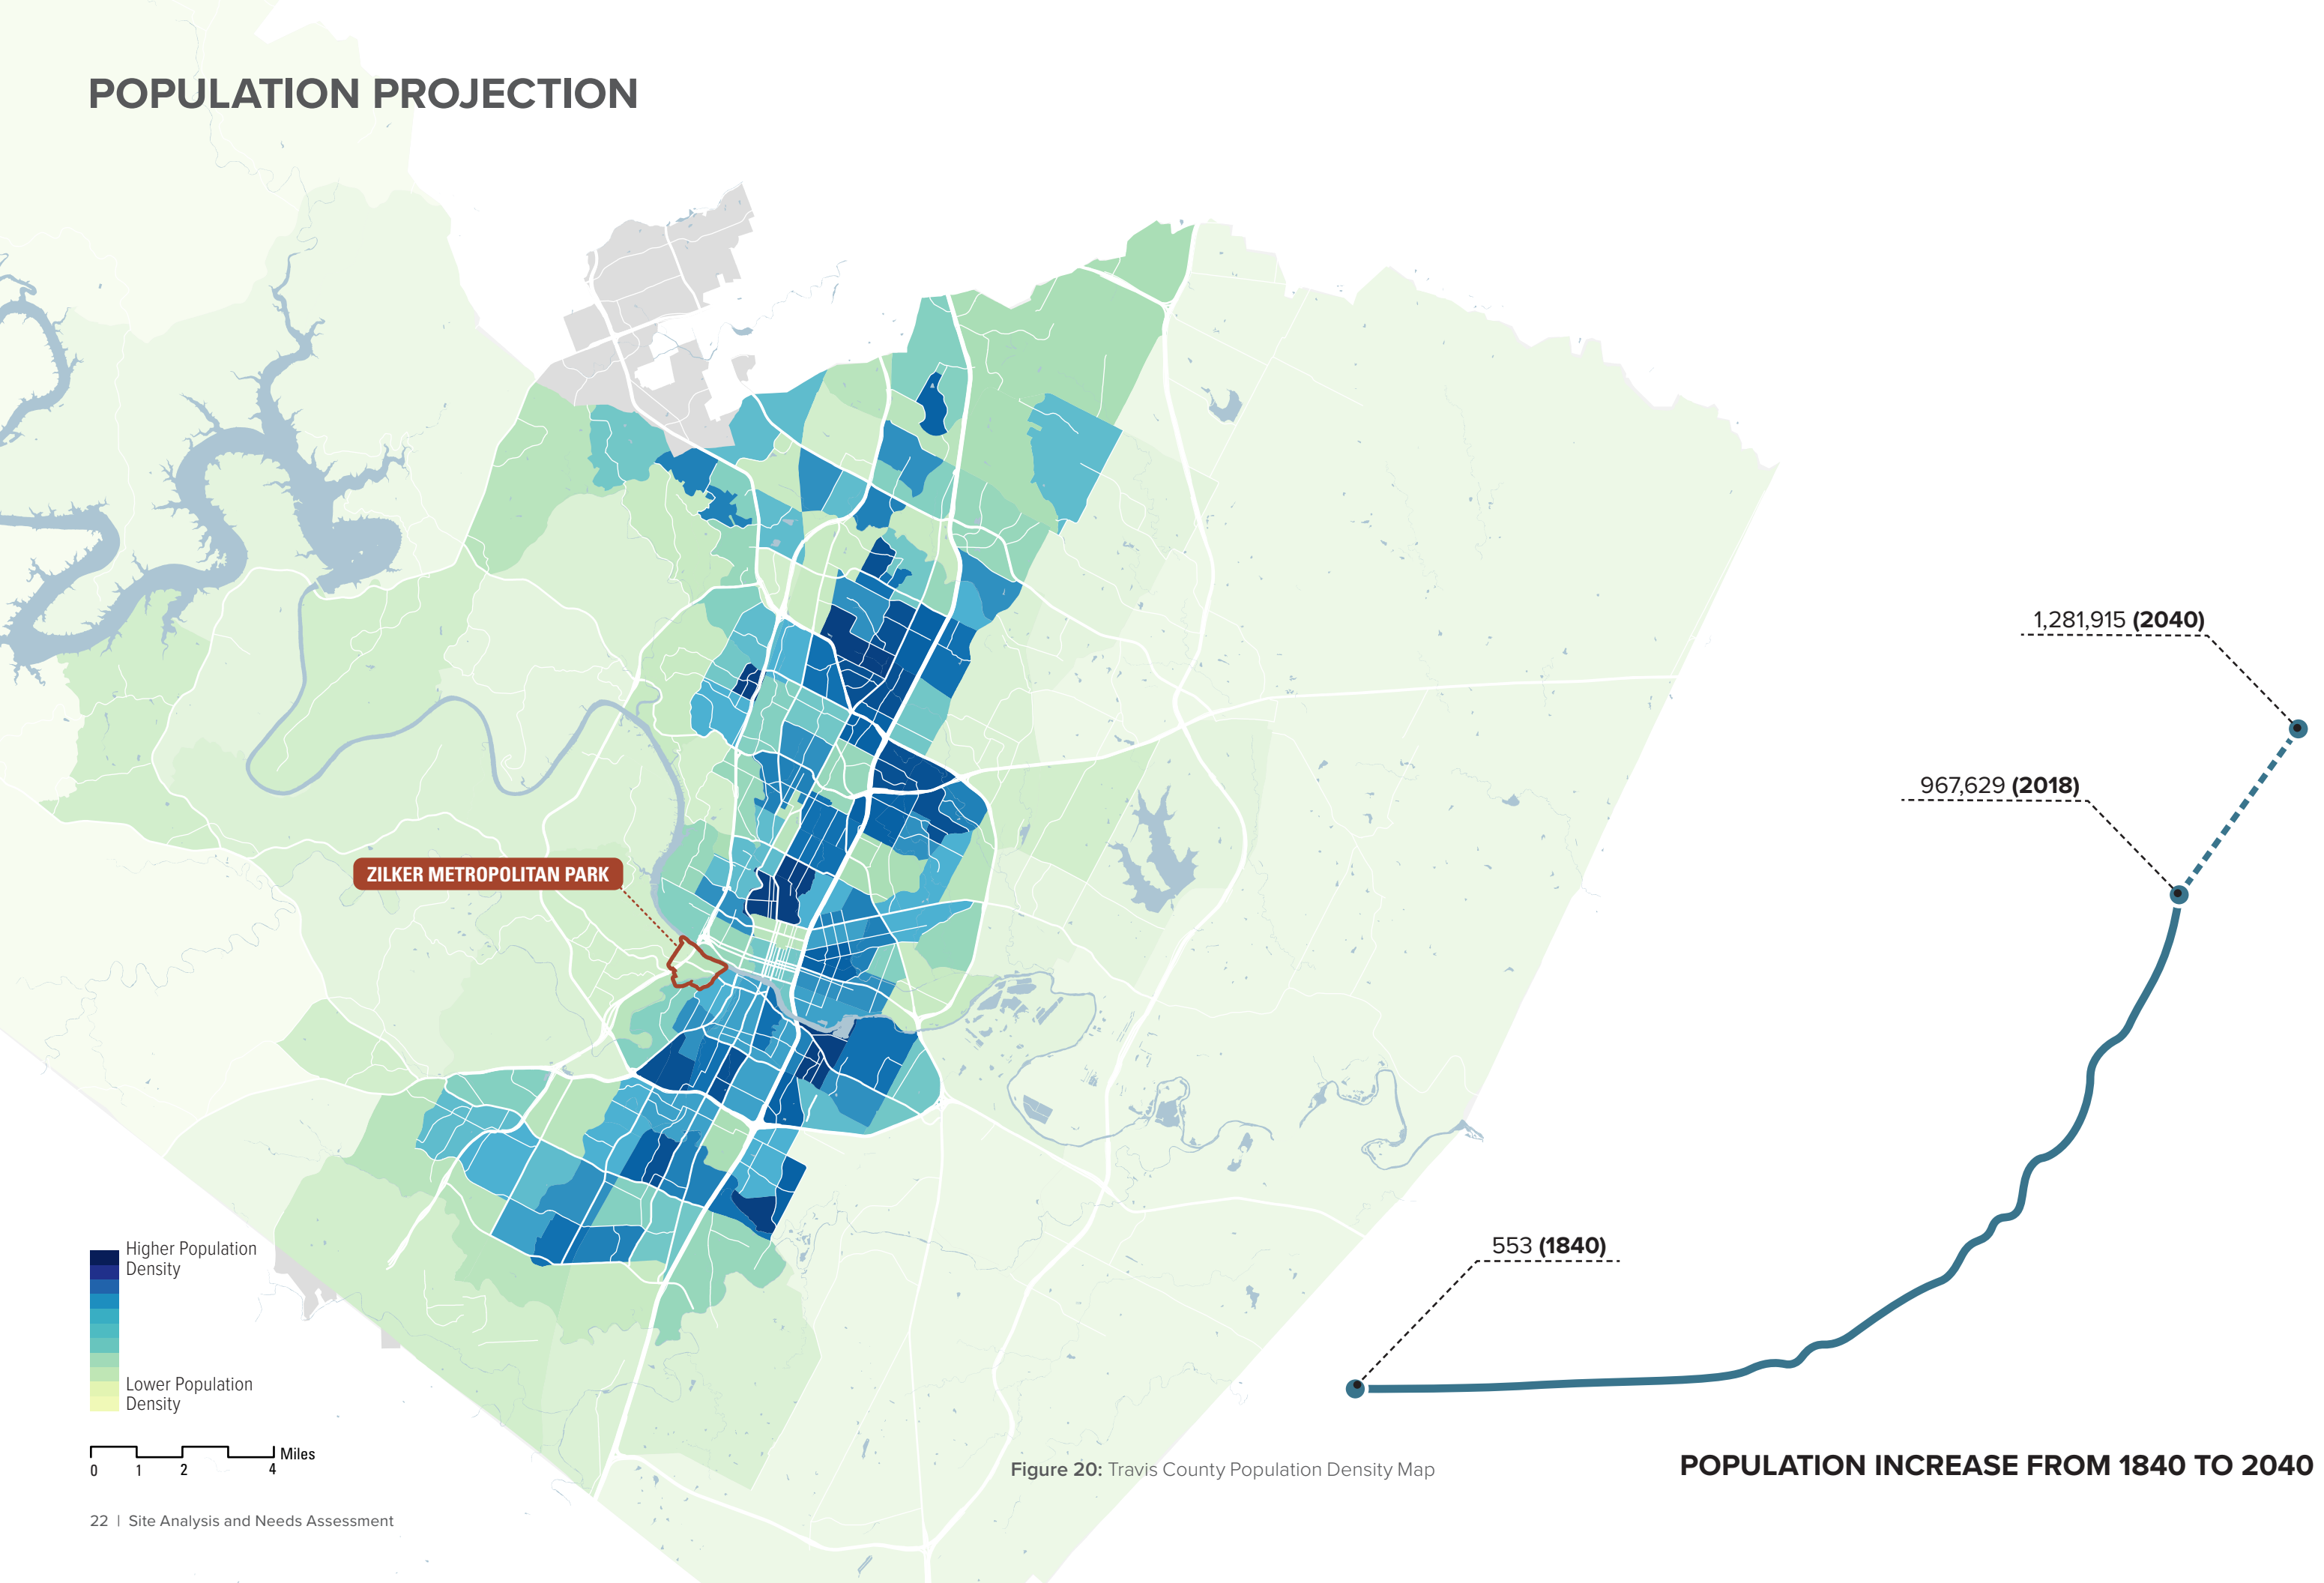 POPULATION PROJECTION
ZILKER METROPOLITAN PARK
1,281,915 (2040)
967,629 (2018)
553 (1840)
Higher Population
Density
Lower Population
Density
Miles
0 1 2 4
Figure 20: Travis County Population Density Map
POPULATION INCREASE FROM 1840 TO 2040
22 | Site Analysis and Needs Assessment